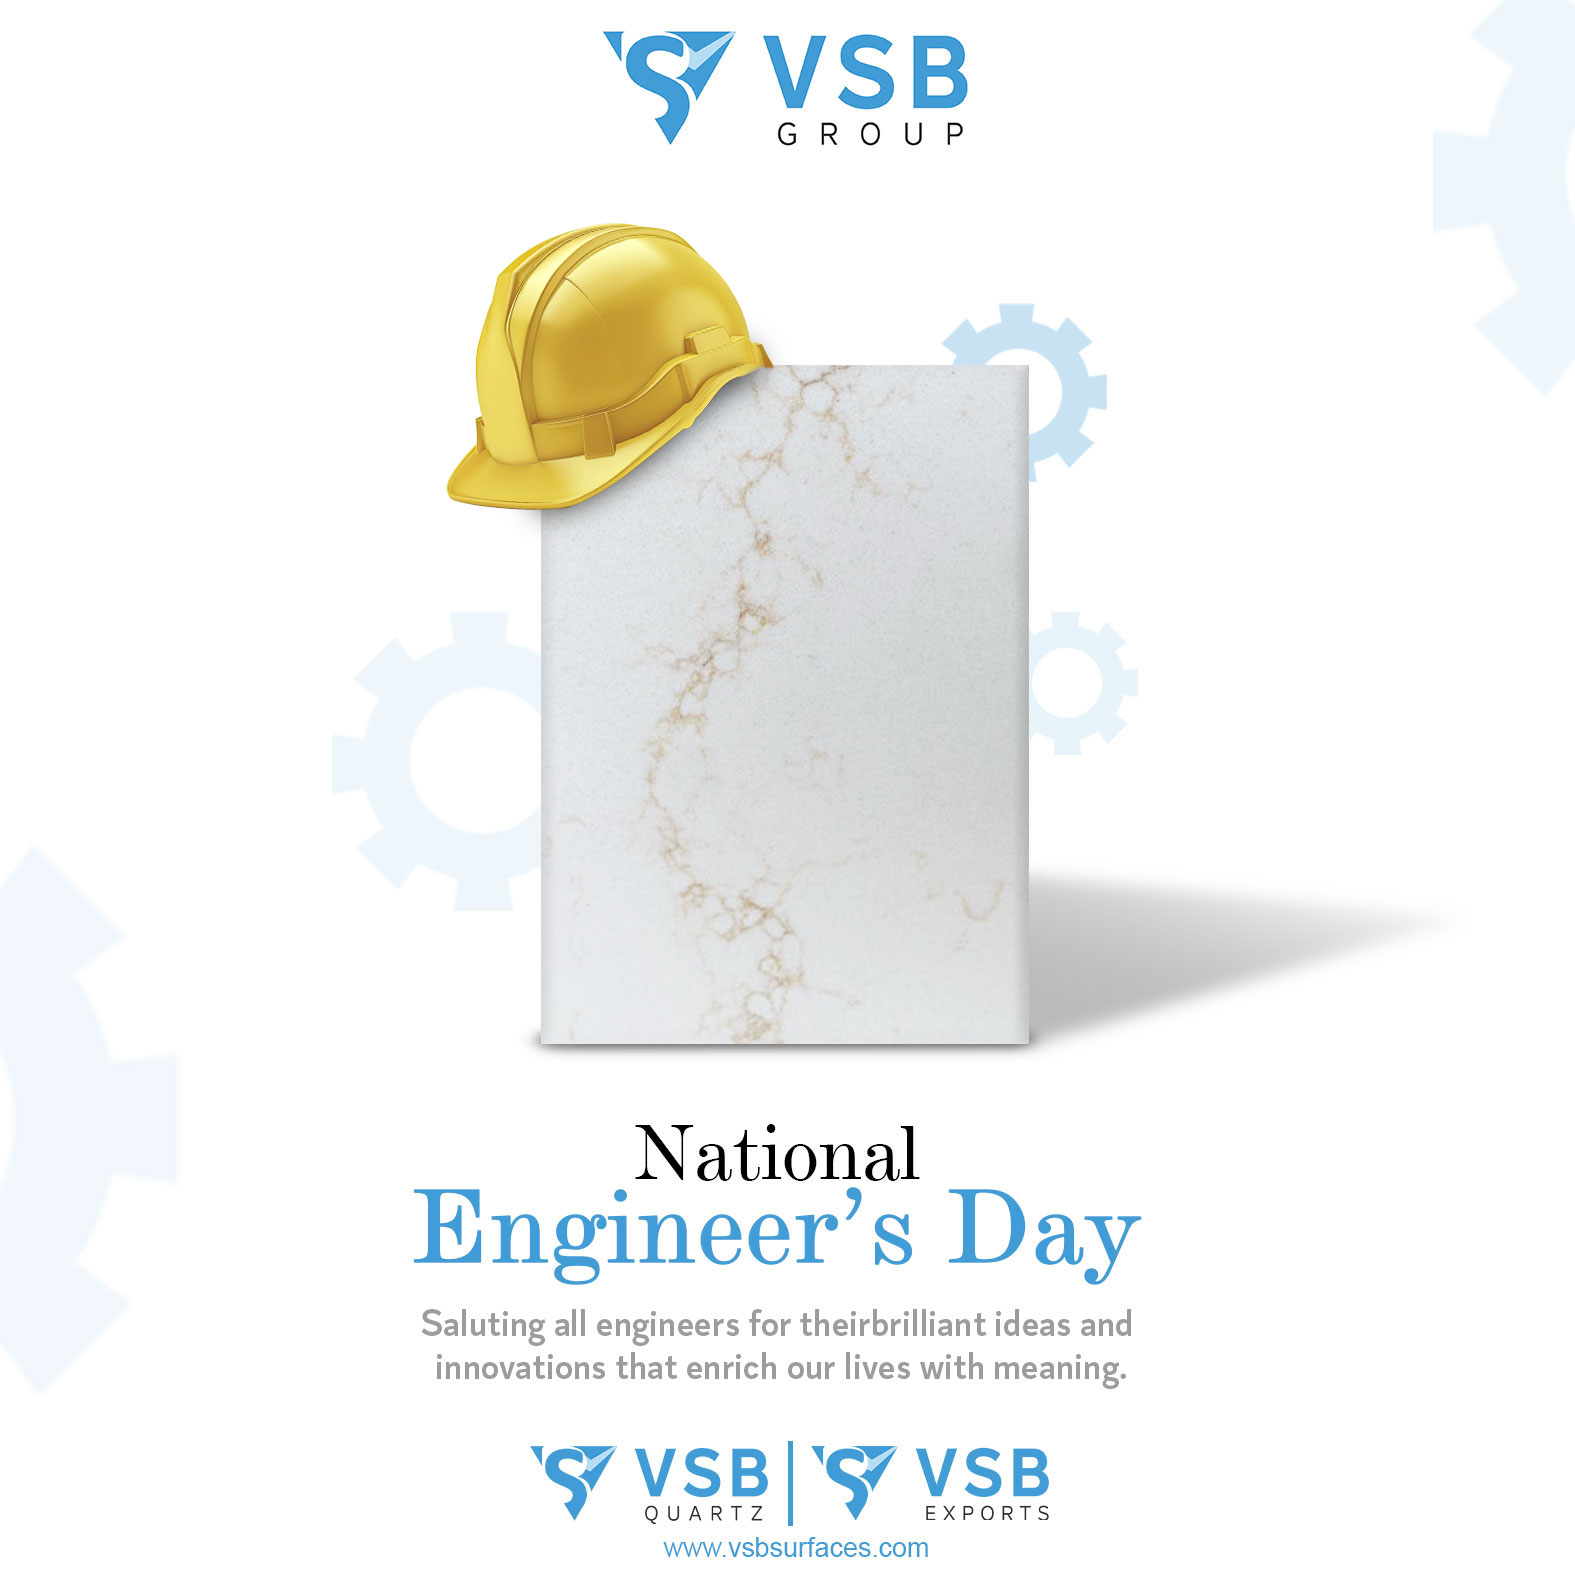 VSB
GROUP
National
Engineer's Day
Saluting all engineers for theirbrilliant ideas and
innovations that enrich our lives with meaning.
VSB
QUARTZ
VSB
EXPORTS
www.vsbsurfaces.com